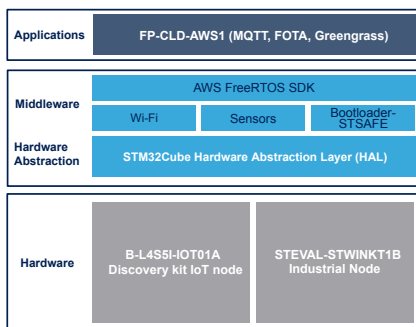 Applications
FP-CLD-AWS1 (MQTT, FOTA, Greengrass)
Middleware
AWS FreeRTOS SDK
Wi-Fi
Sensors
Bootloader-
STSAFE
Hardware
Abstraction
STM32Cube Hardware Abstraction Layer (HAL)
Hardware
B-L4S5I-IOT01A
Discovery kit IoT node
STEVAL-STWINKT1B
Industrial Node